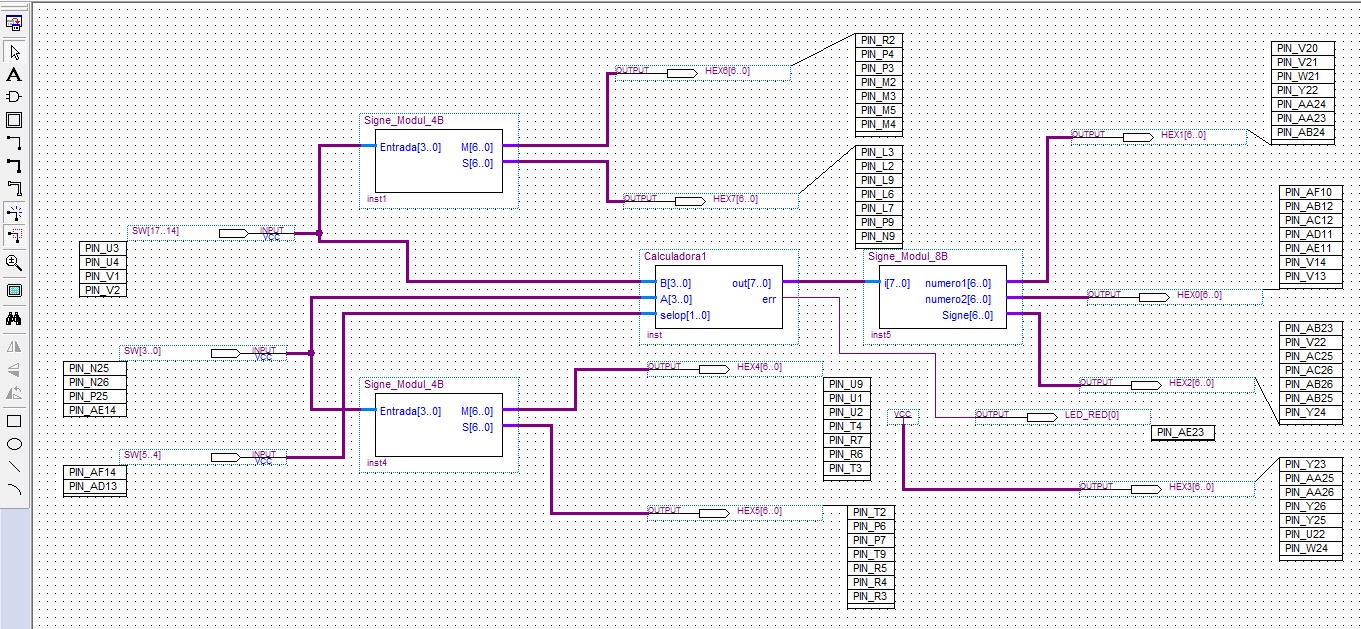 PIN_R2
PIN_P4
PIN_P3
PIN_M2
PIN_M3
PIN_M5
PIN_M4
OUTPUT HEX6[6..0]
PIN_V20
PIN_V21
PIN_W21
PIN_Y22
PIN_AA24
PIN_AA23
PIN_AB24
OUTPUT HEX1[6..0]
Signe_Modul_4B
Entrada[3..0] M[6..0]
S[6..0]
inst1
PIN_L3
PIN_L2
PIN_L9
PIN_L6
PIN_L7
PIN_P9
PIN_N9
OUTPUT HEX7[6..0]
PIN_AF10
PIN_AB12
PIN_AC12
PIN_AD11
PIN_AE11
PIN_V14
PIN_V13
OUTPUT HEX0[6..0]
SW[17..14] INPUT
VCC
PIN_U3
PIN_U4
PIN_V1
PIN_V2
Calculadora1
B[3..0] out[7..0]
A[3..0] err
selop[1..0]
inst
Signe_Modul_8B
i[7..0] numero1[6..0]
numero2[6..0]
Signe[6..0]
inst5
SW[3..0] INPUT
VCC
PIN_N25
PIN_N26
PIN_P25
PIN_AE14
Signe_Modul_4B
Entrada[3..0] M[6..0]
S[6..0]
inst4
OUTPUT HEX4[6..0]
PIN_U9
PIN_U1
PIN_U2
PIN_T4
PIN_R7
PIN_R6
PIN_T3
PIN_AB23
PIN_V22
PIN_AC25
PIN_AC26
PIN_AB26
PIN_AB25
PIN_Y24
OUTPUT HEX2[6..0]
VCC
OUTPUT LED_RED[0]
PIN_AE23
SW[5..4] INPUT
VCC
PIN_AF14
PIN_AD13
OUTPUT HEX3[6..0]
PIN_Y23
PIN_AA25
PIN_AA26
PIN_Y26
PIN_Y25
PIN_U22
PIN_W24
OUTPUT HEX5[6..0]
PIN_T2
PIN_P6
PIN_P7
PIN_T9
PIN_R5
PIN_R4
PIN_R3